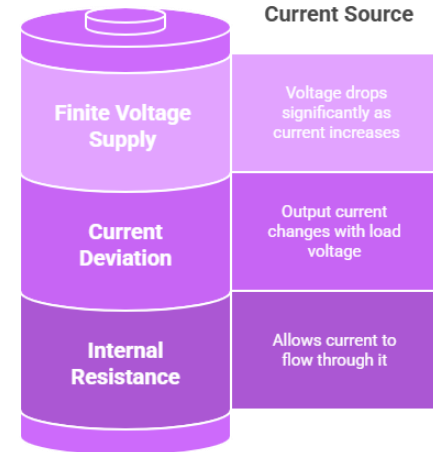 Current Source
Finite Voltage
Supply
Voltage drops
significantly as
current increases
Current
Deviation
Output current
changes with load
voltage
Internal
Resistance
Allows current to
flow through it